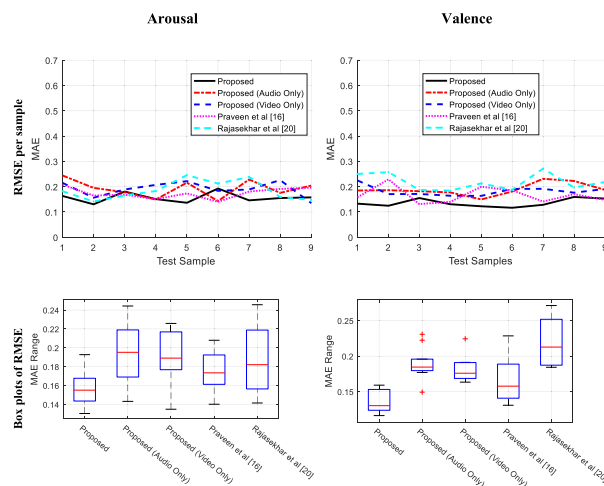 Arousal
Valence
RMSE per sample
MAE
0.7
0.6
0.5
0.4
0.3
0.2
0.1
0
Proposed
Proposed (Audio Only)
Proposed (Video Only)
Praveen et al [16]
Rajasekhar et al [20]
1 2 3 4 5 6 7 8 9
Test Sample
MAE
0.7
0.6
0.5
0.4
0.3
0.2
0.1
0
Proposed
Proposed (Audio Only)
Proposed (Video Only)
Praveen et al [16]
Rajasekhar et al [20]
1 2 3 4 5 6 7 8 9
Test Samples
Box plots of RMSE
MAE Range
0.24
0.22
0.2
0.18
0.16
0.14
Proposed
Proposed (Audio Only)
Proposed (Video Only)
Praveen et al [16]
Rajasekhar et al [20]
MAE Range
0.25
0.2
0.15
Proposed
Proposed (Audio Only)
Proposed (Video Only)
Praveen et al [16]
Rajasekhar et al [20]